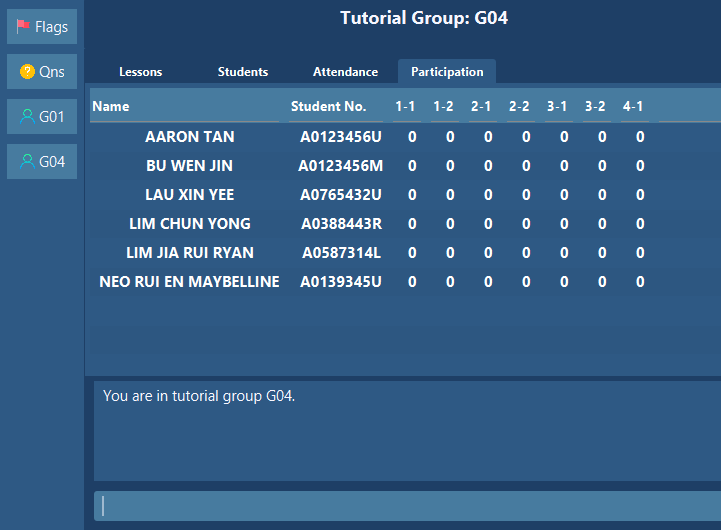 Flags
Qns
G01
G04
Tutorial Group: G04
Lessons Students Attendance Participation
Name Student No. 1-1 1-2 2-1 2-2 3-1 3-2 4-1
AARON TAN A0123456U 0 0 0 0 0 0 0
BU WEN JIN A0123456M 0 0 0 0 0 0 0
LAU XIN YEE A0765432U 0 0 0 0 0 0 0
LIM CHUN YONG A0388443R 0 0 0 0 0 0 0
LIM JIA RUI RYAN A0587314L 0 0 0 0 0 0 0
NEO RUI EN MAYBELLINE A0139345U 0 0 0 0 0 0 0
You are in tutorial group G04.